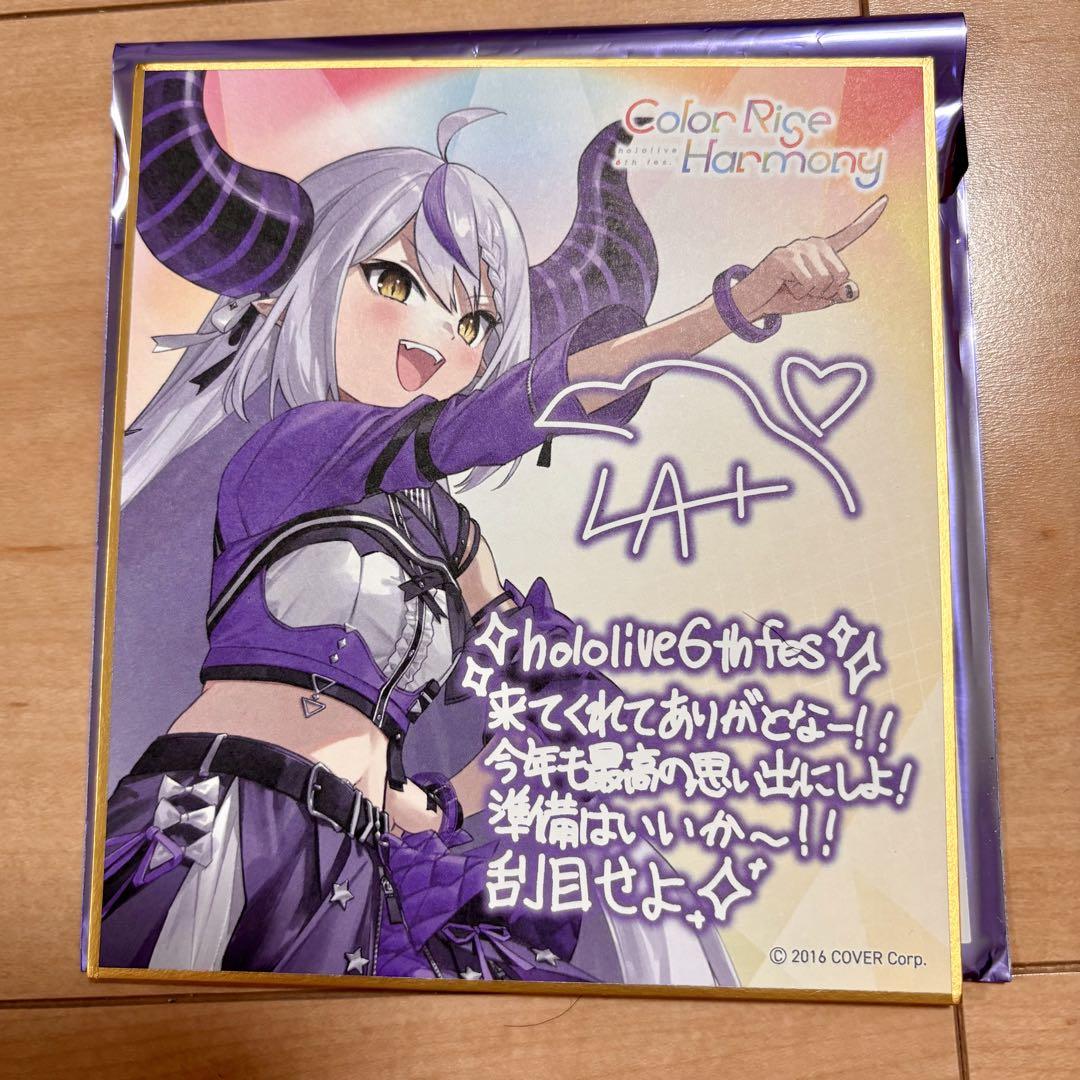 Color Rise
hololive
6th fes.
Harmony
LA+
hololive6thfes
来てくれてありがとなー!!
今年も最高の思い出にしよ!
準備はいいか〜!!
刮目せよ
© 2016 COVER Corp.